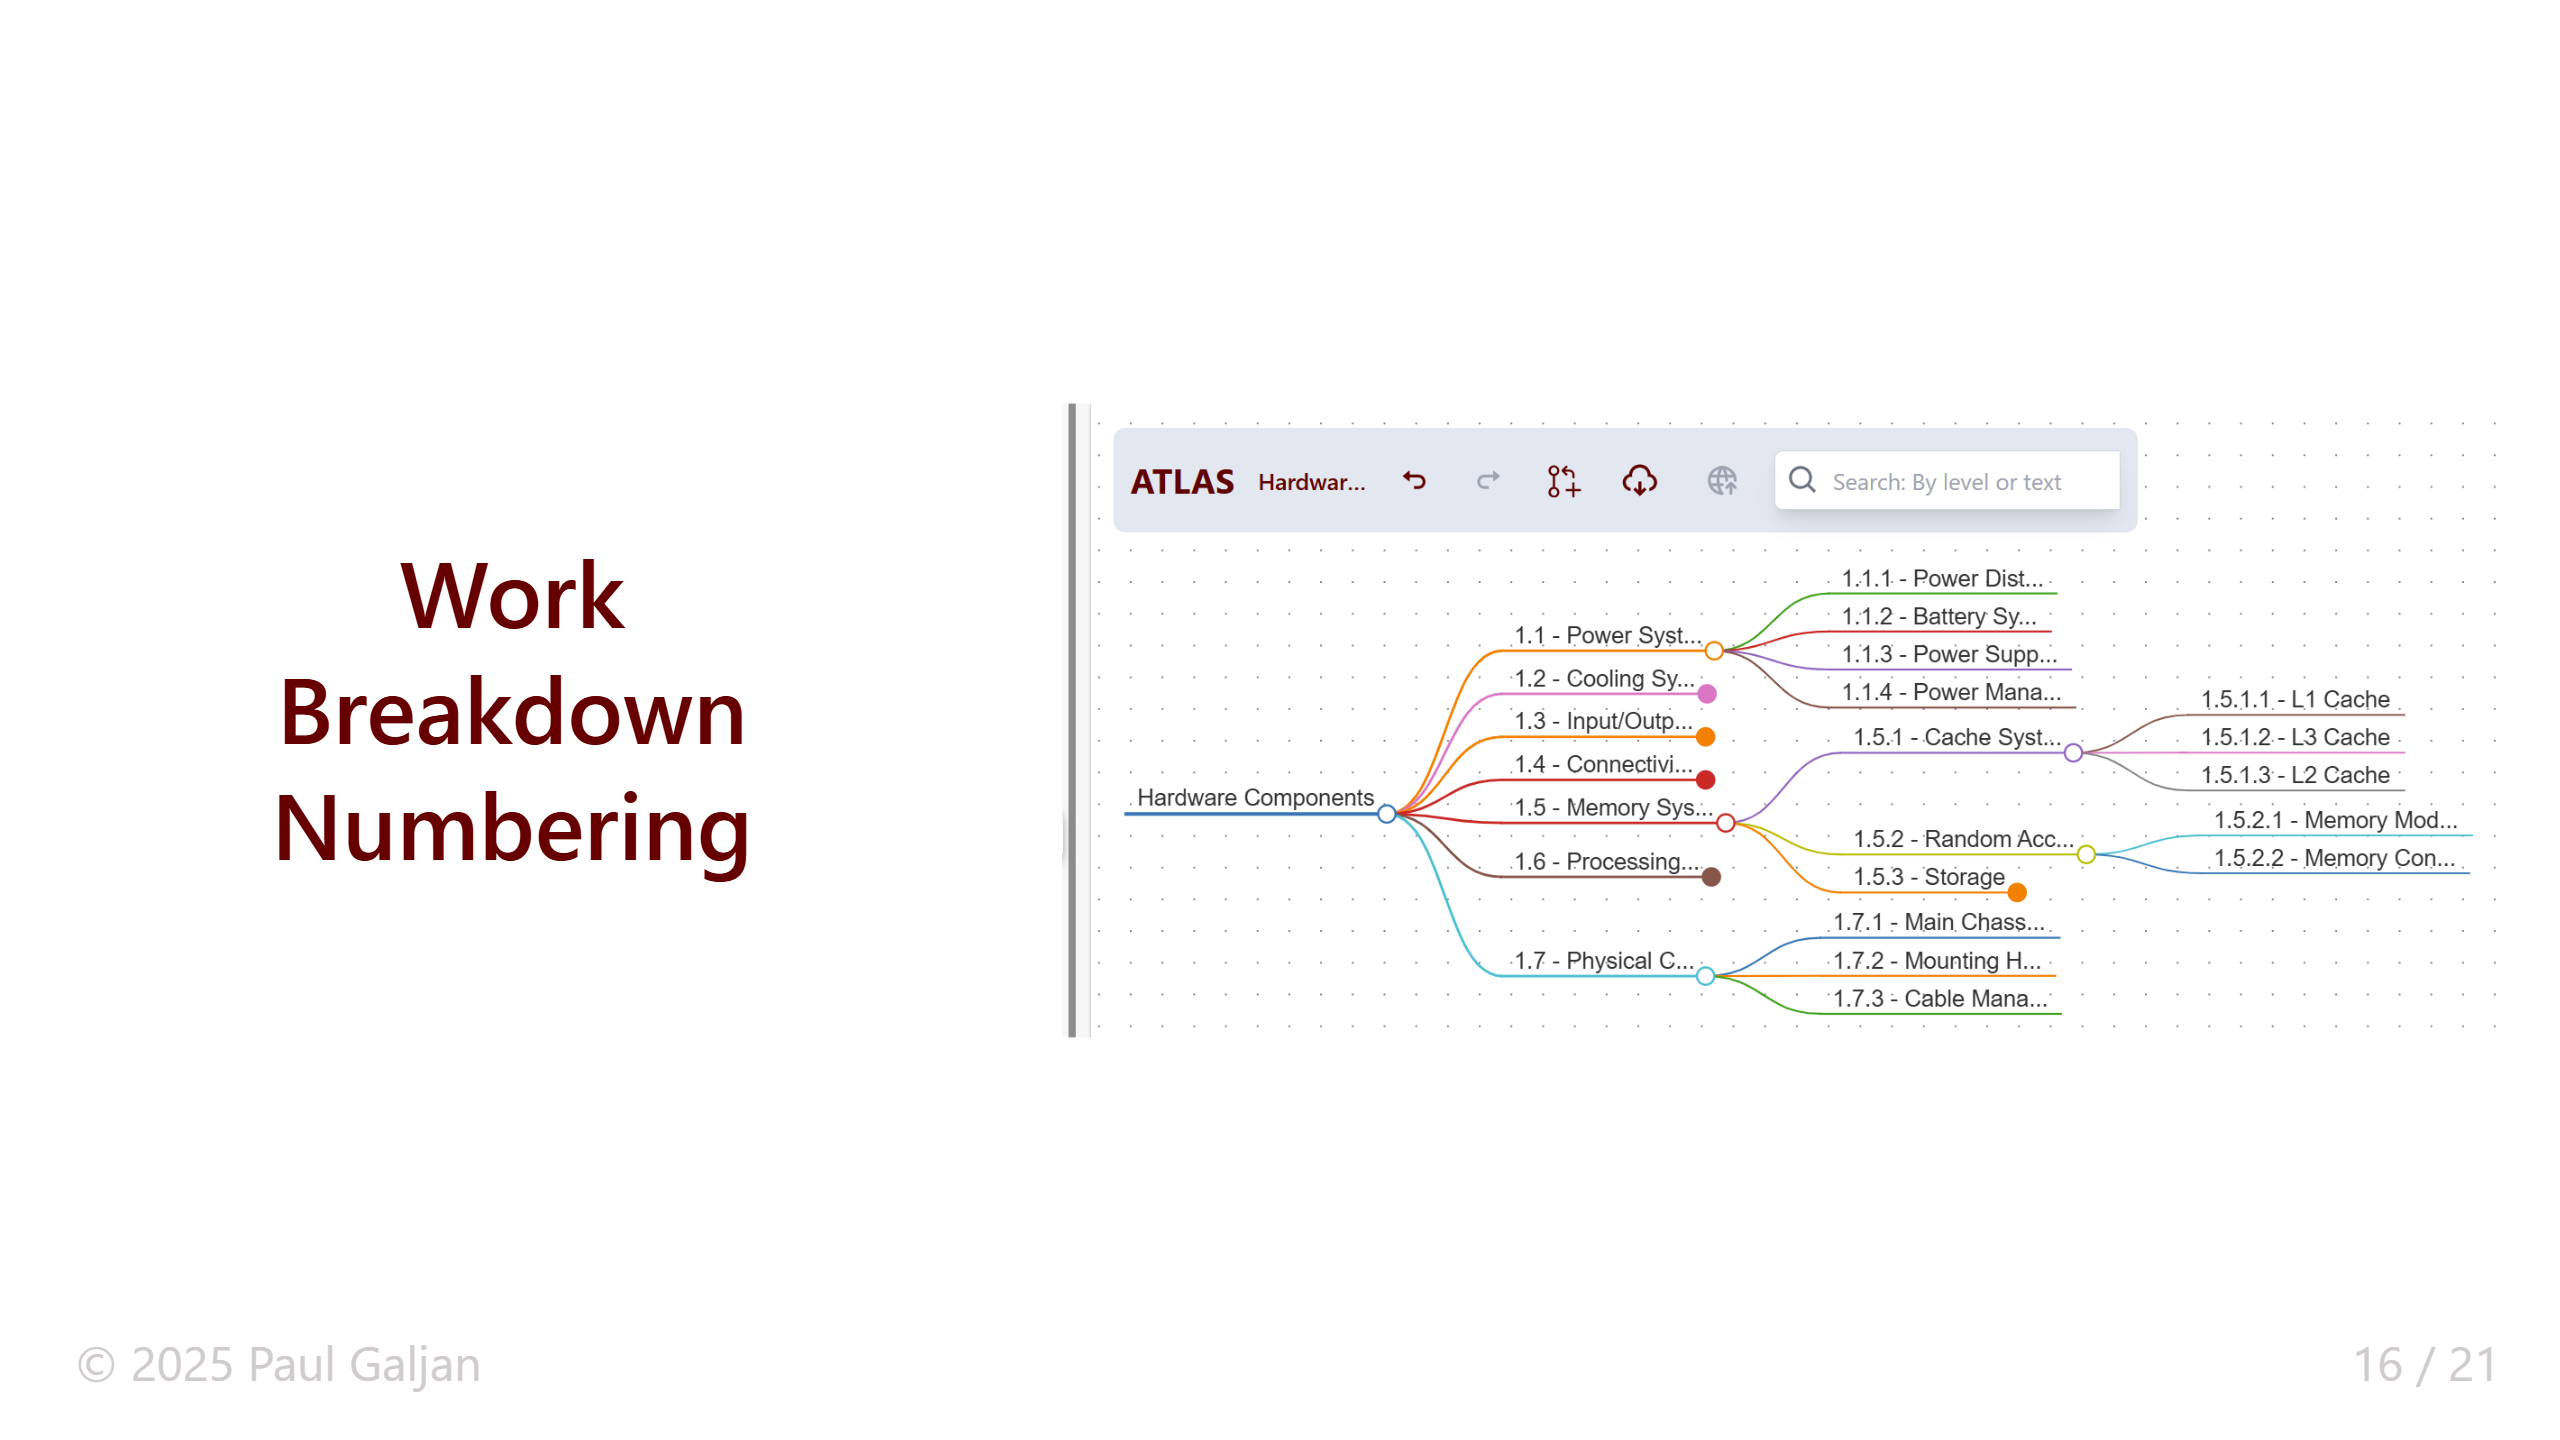 Work
Breakdown
Numbering
ATLAS Hardwar... Search: By level or text
Hardware Components
1.1 - Power Syst...
1.2 - Cooling Sy...
1.3 - Input/Outp...
1.4 - Connectivi...
1.5 - Memory Sys...
1.6 - Processing...
1.7 - Physical C...
1.1.1 - Power Dist...
1.1.2 - Battery Sy...
1.1.3 - Power Supp...
1.1.4 - Power Mana...
1.5.1 - Cache Syst...
1.5.2 - Random Acc...
1.5.3 - Storage
1.7.1 - Main Chass...
1.7.2 - Mounting H...
1.7.3 - Cable Mana...
1.5.1.1 - L1 Cache
1.5.1.2 - L3 Cache
1.5.1.3 - L2 Cache
1.5.2.1 - Memory Mod...
1.5.2.2 - Memory Con...
© 2025 Paul Galjan
16 / 21